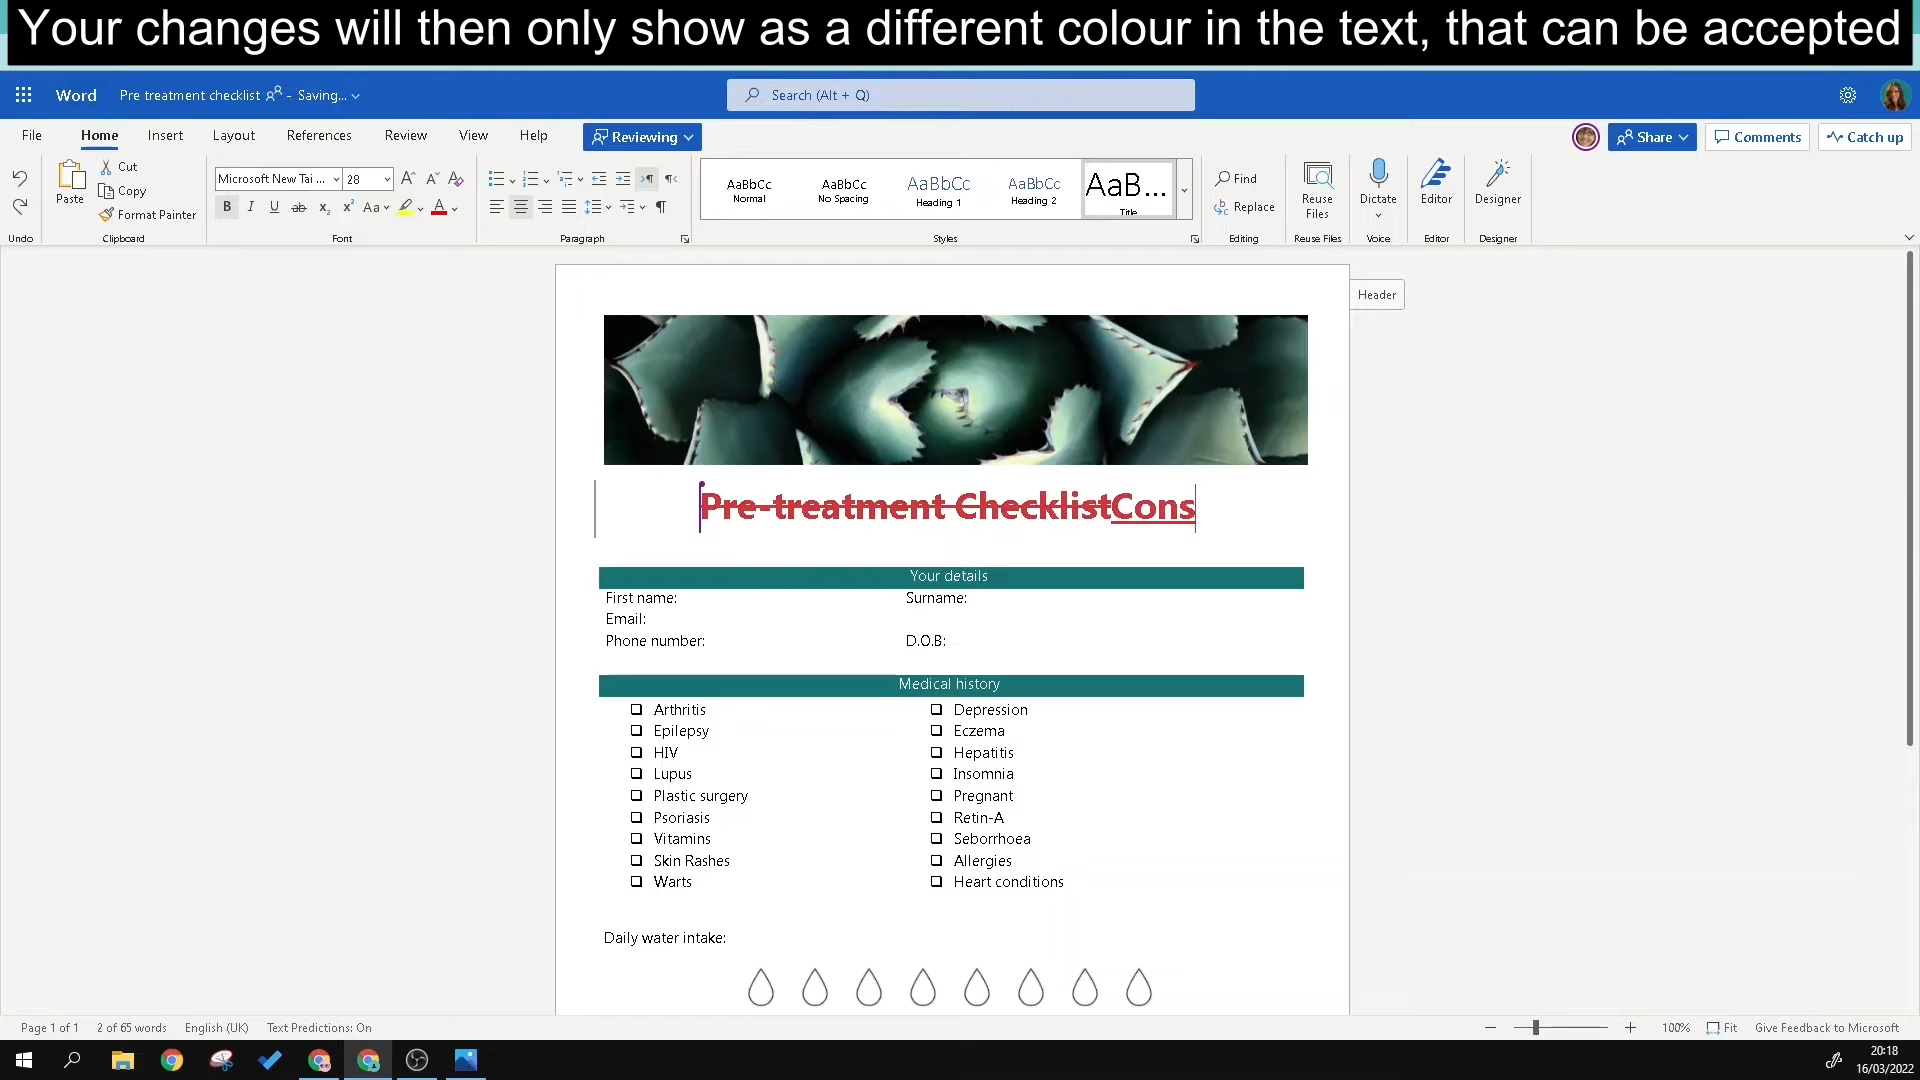 Your changes will then only show as a different colour in the text, that can be accepted
Word Pre treatment checklist - Saving... Search (Alt + Q)
File Home Insert Layout References Review View Help Reviewing Share Comments Catch up
Cut
Copy
Format Painter
Paste
Undo Clipboard
Microsoft New Tai ... 28
Font
Paragraph
AaBbCc Normal
AaBbCc No Spacing
AaBbCc Heading 1
AaBbCc Heading 2
AaB... Title
Styles
Find
Replace
Editing
Reuse Files
Reuse Files
Dictate
Voice
Editor
Editor
Designer
Designer
Header
Pre-treatment ChecklistCons
Your details
First name: Surname:
Email:
Phone number: D.O.B:
Medical history
Arthritis Depression
Epilepsy Eczema
HIV Hepatitis
Lupus Insomnia
Plastic surgery Pregnant
Psoriasis Retin-A
Vitamins Seborrhoea
Skin Rashes Allergies
Warts Heart conditions
Daily water intake:
Page 1 of 1 2 of 65 words English (UK) Text Predictions: On 100% Fit Give Feedback to Microsoft
20:18
16/03/2022